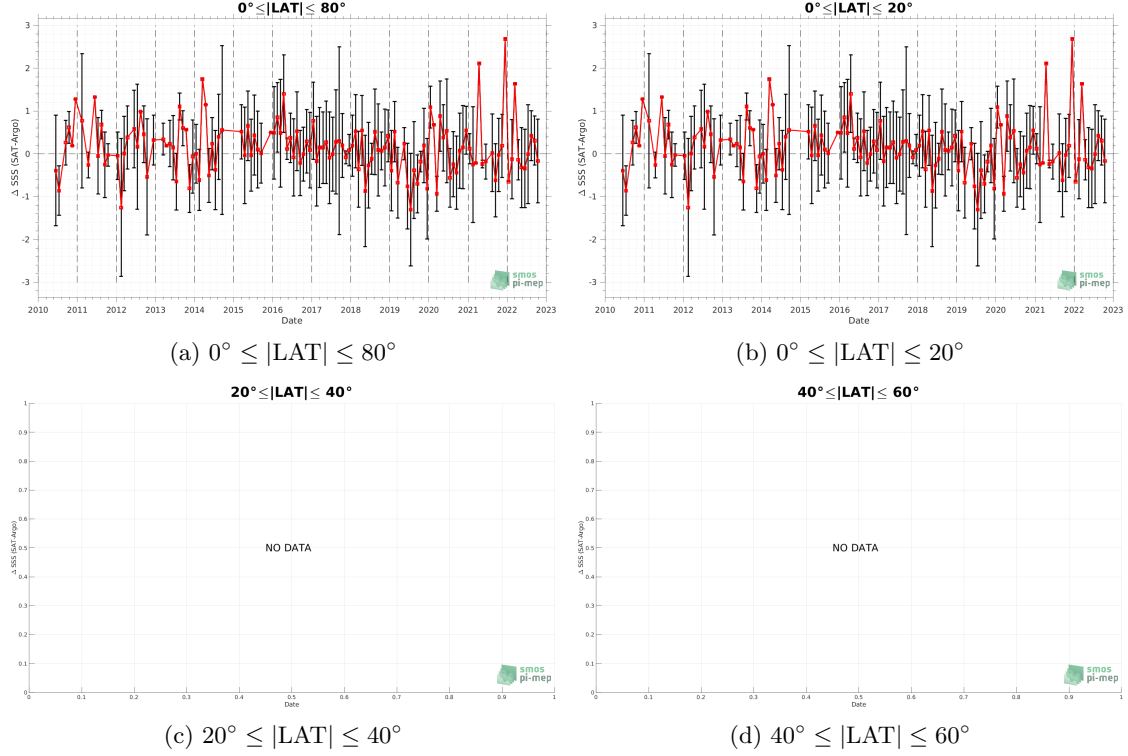 0°≤|LAT|≤ 80°
Δ SSS (SAT-Argo)
3
2
1
0
-1
-2
-3
2010 2011 2012 2013 2014 2015 2016 2017 2018 2019 2020 2021 2022 2023
Date
smos
pi-mep
(a) 0° ≤ |LAT| ≤ 80°
0°≤|LAT|≤ 20°
Δ SSS (SAT-Argo)
3
2
1
0
-1
-2
-3
2010 2011 2012 2013 2014 2015 2016 2017 2018 2019 2020 2021 2022 2023
Date
smos
pi-mep
(b) 0° ≤ |LAT| ≤ 20°
20°≤|LAT|≤ 40°
Δ SSS (SAT-Argo)
1
0.9
0.8
0.7
0.6
0.5
0.4
0.3
0.2
0.1
0
NO DATA
0 0.1 0.2 0.3 0.4 0.5 0.6 0.7 0.8 0.9 1
Date
smos
pi-mep
(c) 20° ≤ |LAT| ≤ 40°
40°≤|LAT|≤ 60°
Δ SSS (SAT-Argo)
1
0.9
0.8
0.7
0.6
0.5
0.4
0.3
0.2
0.1
0
NO DATA
0 0.1 0.2 0.3 0.4 0.5 0.6 0.7 0.8 0.9 1
Date
smos
pi-mep
(d) 40° ≤ |LAT| ≤ 60°